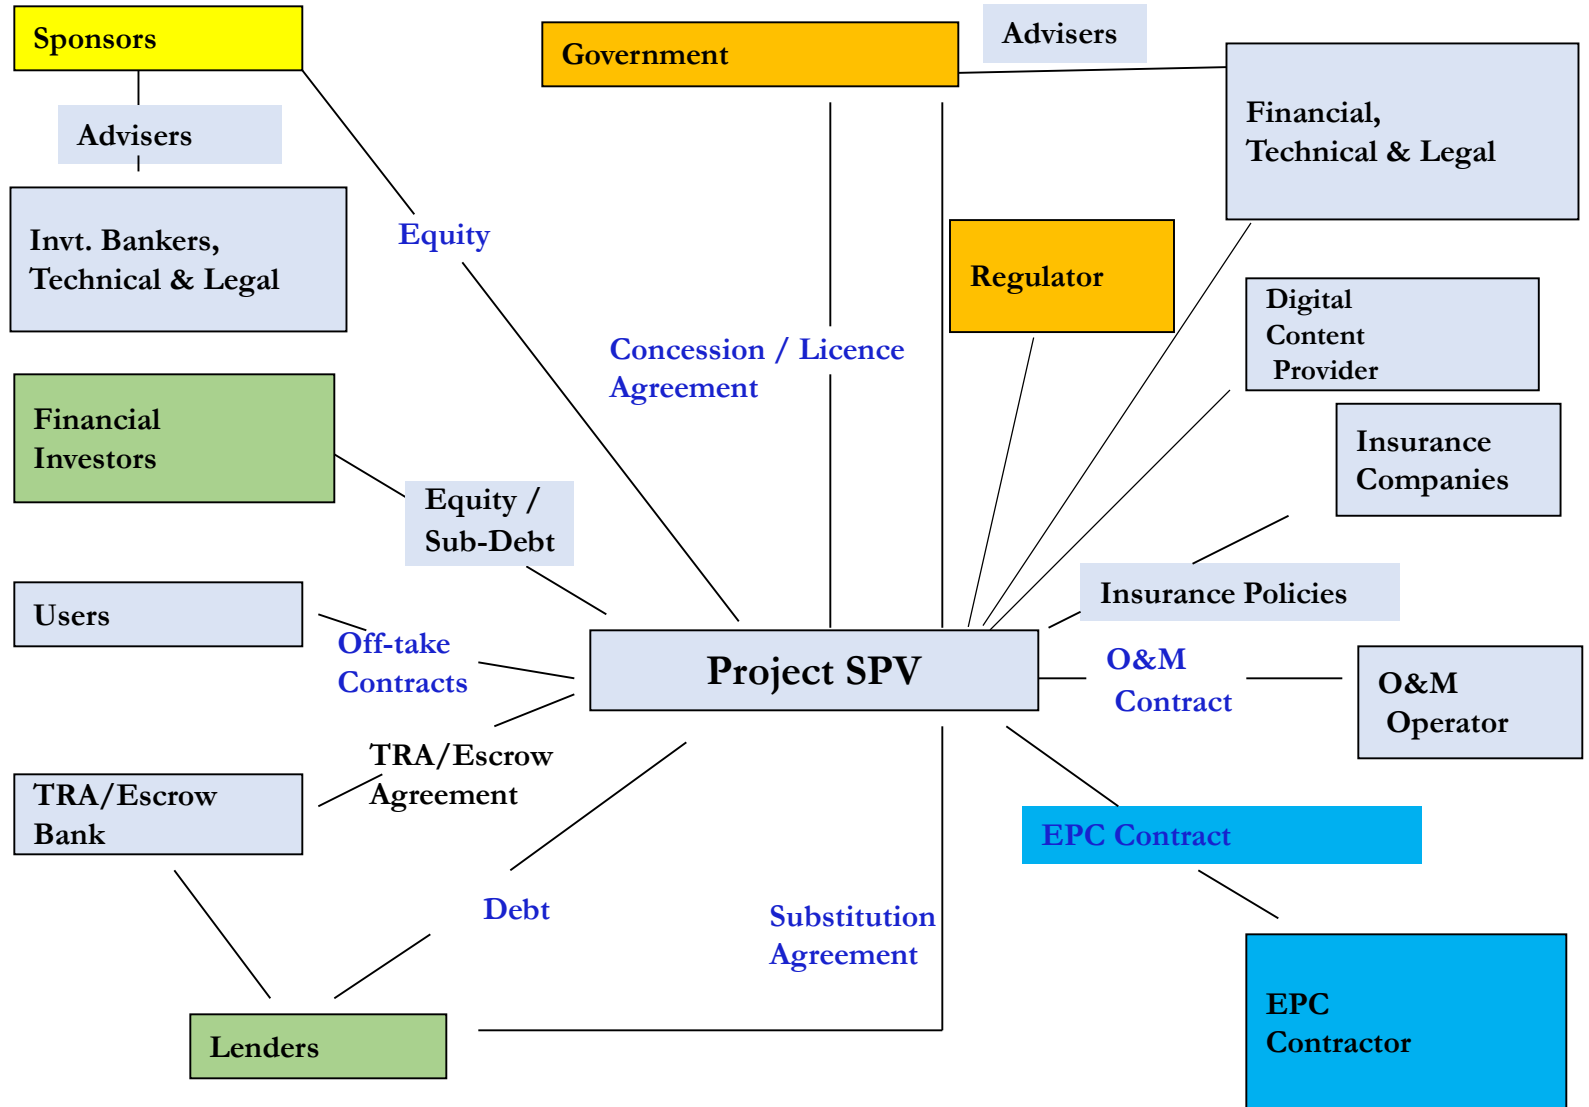 Sponsors
Government
Advisers
Advisers
Financial,
Technical & Legal
Invt. Bankers,
Technical & Legal
Equity
Regulator
Digital
Content
Provider
Concession / Licence
Agreement
Financial
Investors
Insurance
Companies
Equity /
Sub-Debt
Insurance Policies
Users
Off-take
Contracts
Project SPV
O&M
Contract
O&M
Operator
TRA/Escrow
Agreement
TRA/Escrow
Bank
EPC Contract
Debt
Substitution
Agreement
EPC
Contractor
Lenders